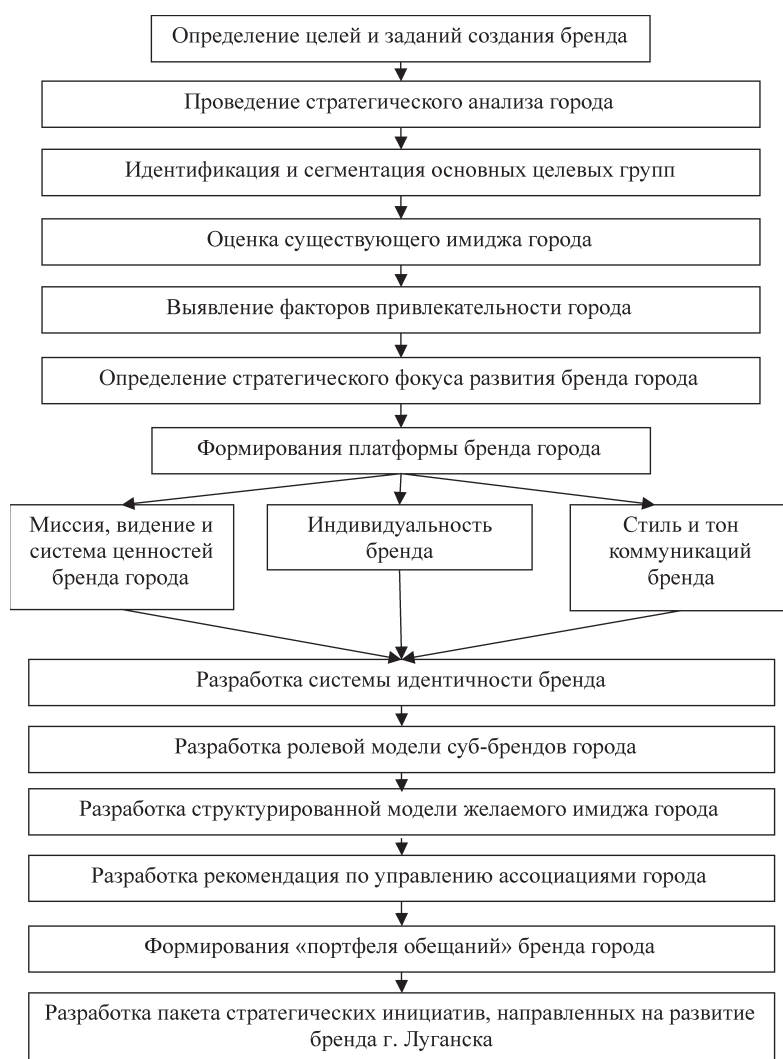 Определение целей и заданий создания бренда
Проведение стратегического анализа города
Идентификация и сегментация основных целевых групп
Оценка существующего имиджа города
Выявление факторов привлекательности города
Определение стратегического фокуса развития бренда города
Формирования платформы бренда города
Миссия, видение и
система ценностей
бренда города
Индивидуальность
бренда
Стиль и тон
коммуникаций
бренда
Разработка системы идентичности бренда
Разработка ролевой модели суб-брендов города
Разработка структурированной модели желаемого имиджа города
Разработка рекомендация по управлению ассоциациями города
Формирования «портфеля обещаний» бренда города
Разработка пакета стратегических инициатив, направленных на развитие
бренда г. Луганска